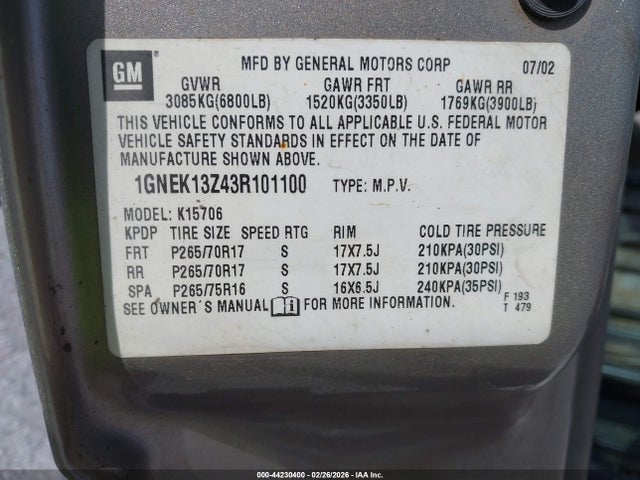 GM
MFD BY GENERAL MOTORS CORP 07/02
GVWR GAWR FRT GAWR RR
3085KG(6800LB) 1520KG(3350LB) 1769KG(3900LB)
THIS VEHICLE CONFORMS TO ALL APPLICABLE U.S. FEDERAL MOTOR
VEHICLE SAFETY STANDARDS IN EFFECT ON THE DATE OF
MANUFACTURE SHOWN ABOVE.
1GNEK13Z43R101100 TYPE: M.P.V.
MODEL: K15706
KPDP TIRE SIZE SPEED RTG RIM COLD TIRE PRESSURE
FRT P265/70R17 S 17X7.5J 210KPA(30PSI)
RR P265/70R17 S 17X7.5J 210KPA(30PSI)
SPA P265/75R16 S 16X6.5J 240KPA(35PSI)
SEE OWNER´S MANUAL FOR MORE INFORMATION.
F 193
T 479
000-44230400 - 02/26/2026 - IAA, Inc.